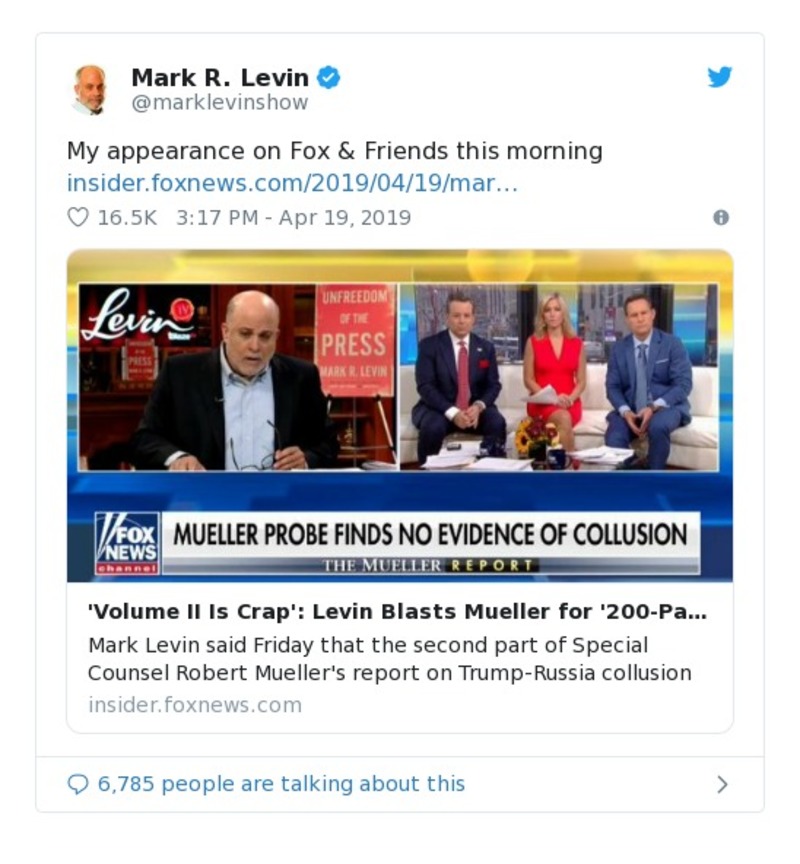 Mark R. Levin
@marklevinshow
My appearance on Fox & Friends this morning
insider.foxnews.com/2019/04/19/mar…
16.5K 3:17 PM - Apr 19, 2019
Levin
TV
UNFREEDOM
OF THE
PRESS
MARK R. LEVIN
PRESS
FOX
NEWS
channel
MUELLER PROBE FINDS NO EVIDENCE OF COLLUSION
THE MUELLER REPORT
'Volume II Is Crap': Levin Blasts Mueller for '200-Pa...
Mark Levin said Friday that the second part of Special
Counsel Robert Mueller's report on Trump-Russia collusion
insider.foxnews.com
6,785 people are talking about this